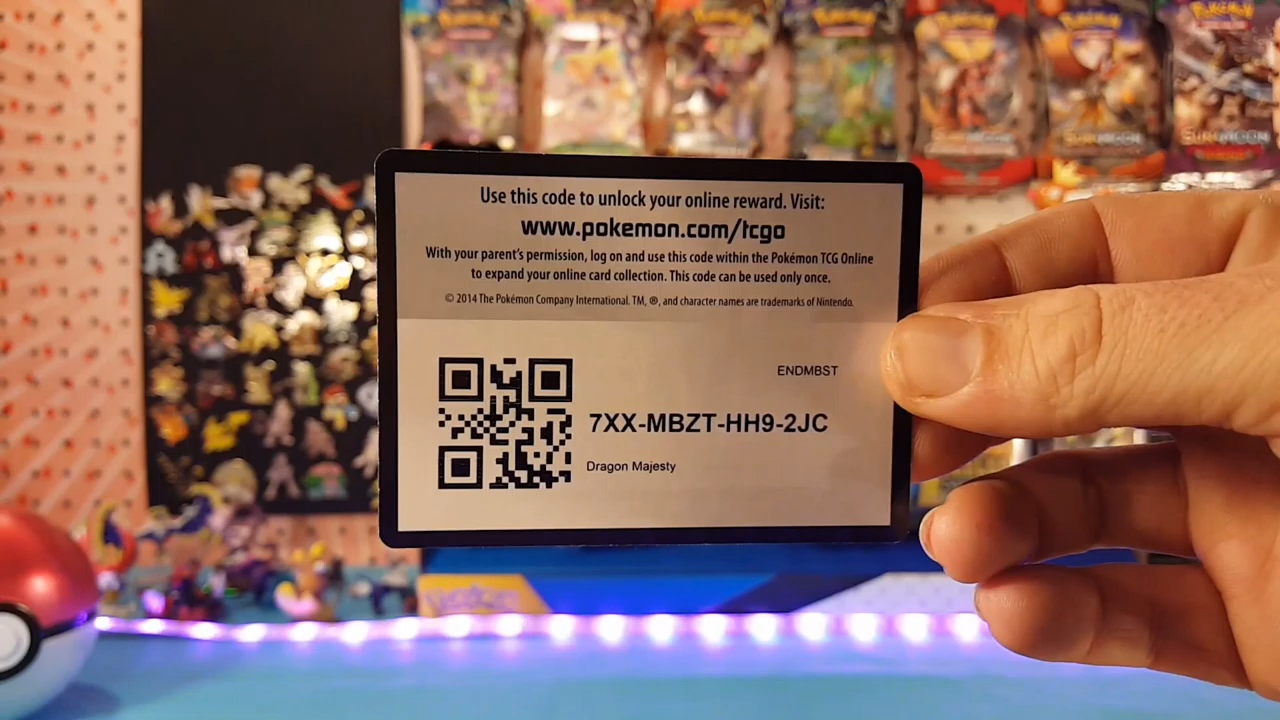 Use this code to unlock your online reward. Visit:
www.pokemon.com/tcgo
With your parent's permission, log on and use this code within the Pokémon TCG Online
to expand your online card collection. This code can be used only once.
© 2014 The Pokémon Company International. TM, ®, and character names are trademarks of Nintendo.
ENDMBST
7XX-MBZT-HH9-2JC
Dragon Majesty